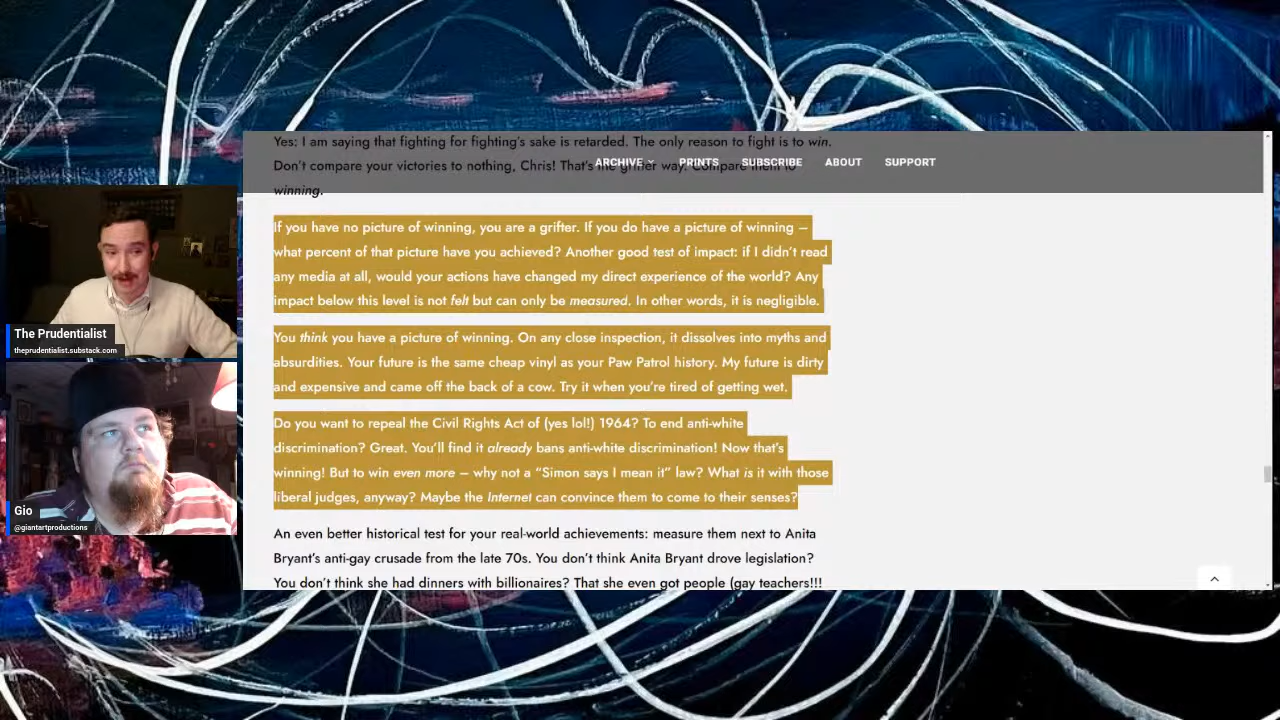 Yes: I am saying that fighting for fighting's sake is retarded. The only reason to fight is to win.
Don't compare your victories to nothing, Chris! That's the grifter way. Compare them to
winning.
ARCHIVE PRINTS SUBSCRIBE ABOUT SUPPORT
If you have no picture of winning, you are a grifter. If you do have a picture of winning –
what percent of that picture have you achieved? Another good test of impact: if I didn't read
any media at all, would your actions have changed my direct experience of the world? Any
impact below this level is not felt but can only be measured. In other words, it is negligible.
You think you have a picture of winning. On any close inspection, it dissolves into myths and
absurdities. Your future is the same cheap vinyl as your Paw Patrol history. My future is dirty
and expensive and came off the back of a cow. Try it when you're tired of getting wet.
Do you want to repeal the Civil Rights Act of (yes lol!) 1964? To end anti-white
discrimination? Great. You'll find it already bans anti-white discrimination! Now that's
winning! But to win even more – why not a “Simon says I mean it” law? What is it with those
liberal judges, anyway? Maybe the Internet can convince them to come to their senses?
An even better historical test for your real-world achievements: measure them next to Anita
Bryant's anti-gay crusade from the late 70s. You don't think Anita Bryant drove legislation?
You don't think she had dinners with billionaires? That she even got people (gay teachers!!!
The Prudentialist
theprudentialist.substack.com
Gio
@giantartproductions